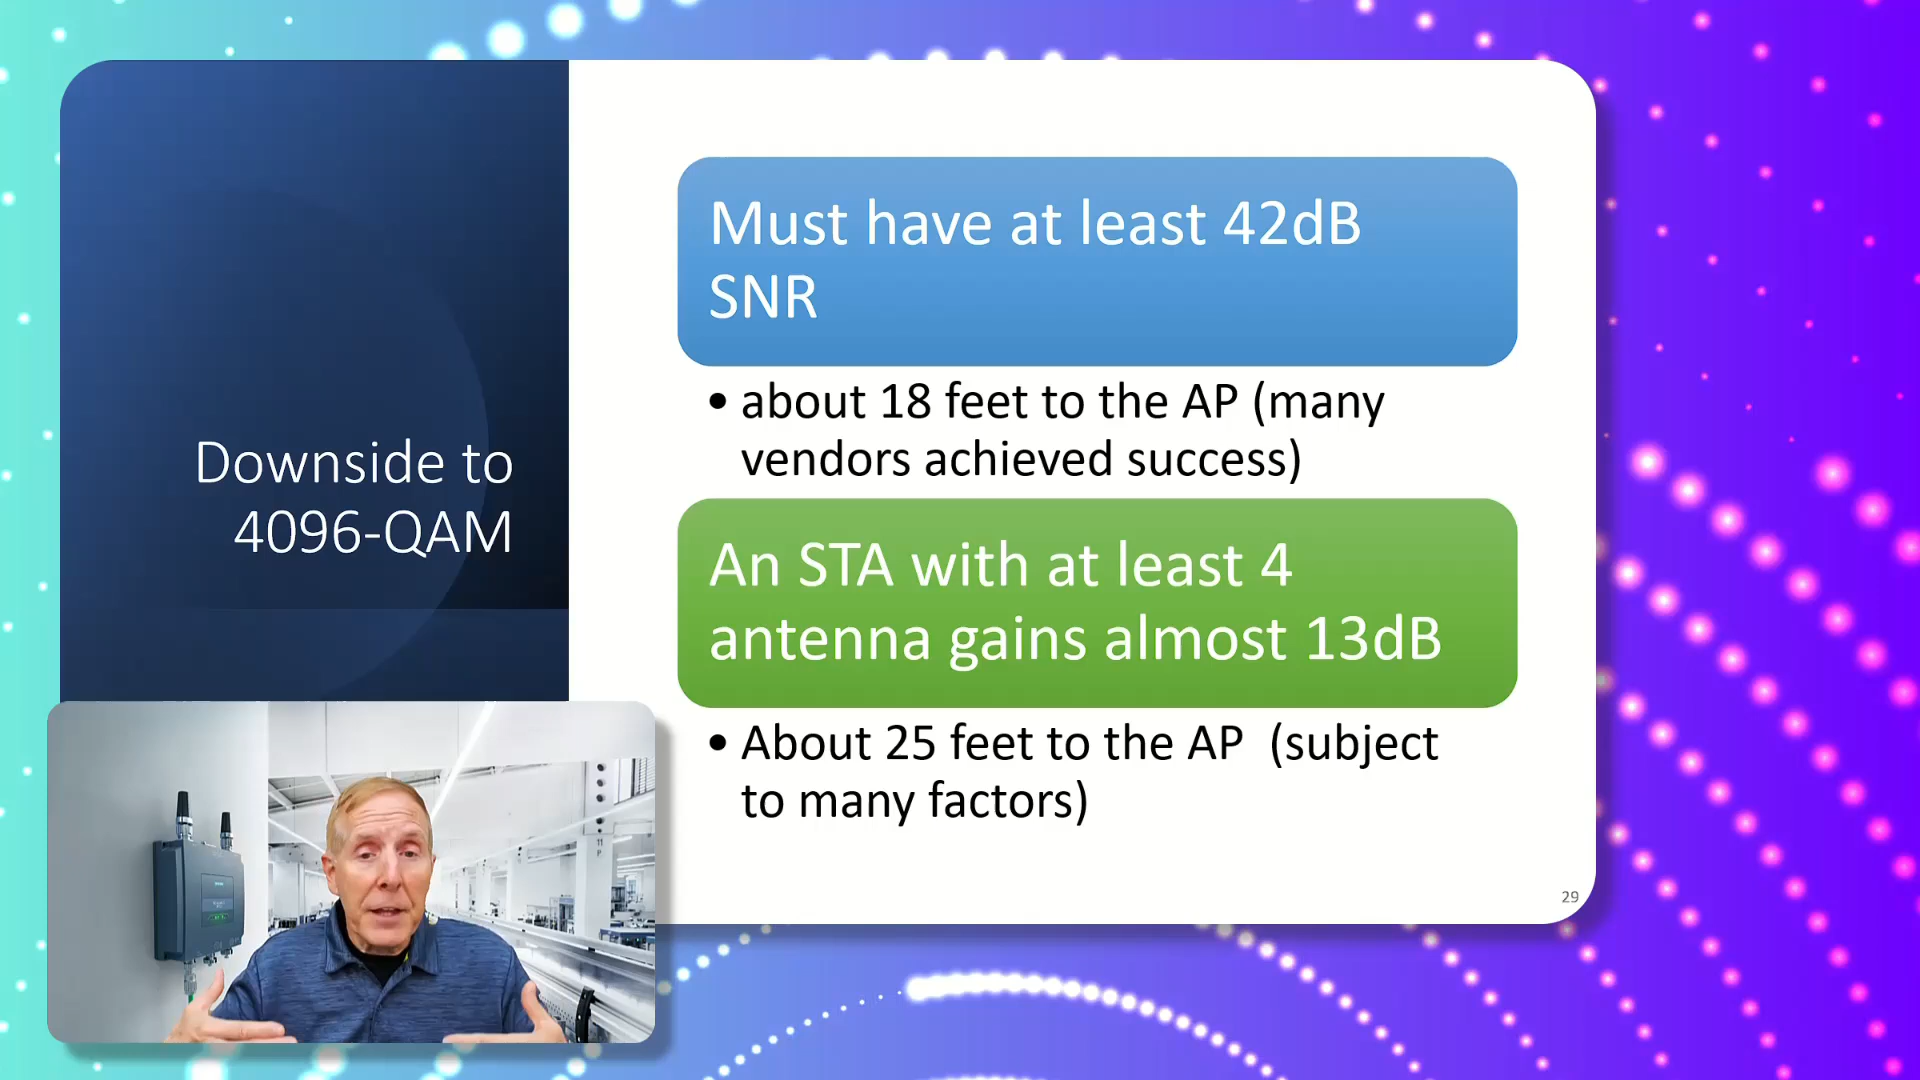 Downside to
4096-QAM
Must have at least 42dB
SNR
• about 18 feet to the AP (many
vendors achieved success)
An STA with at least 4
antenna gains almost 13dB
• About 25 feet to the AP  (subject
to many factors)
29